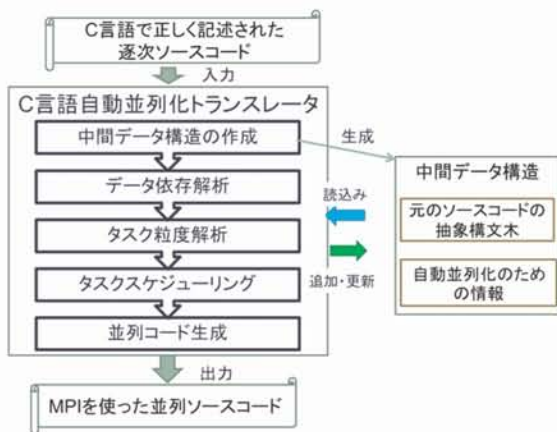 C言語で正しく記述された
逐次ソースコード
入力
C言語自動並列化トランスレータ
中間データ構造の作成
データ依存解析
タスク粒度解析
タスクスケジューリング
並列コード生成
生成
読込み
追加・更新
中間データ構造
元のソースコードの
抽象構文木
自動並列化のため
の情報
出力
MPIを使った並列ソースコード